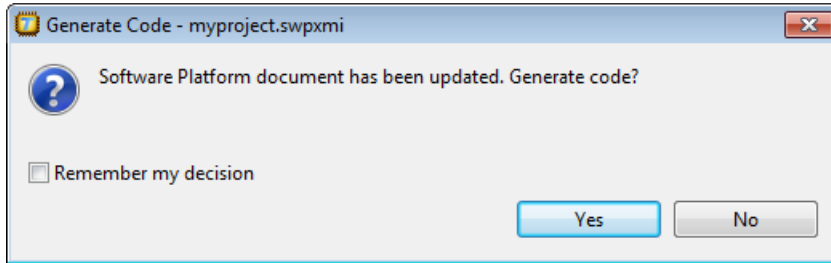 Generate Code - myproject.swpxmi
Software Platform document has been updated. Generate code?
Remember my decision
Yes No